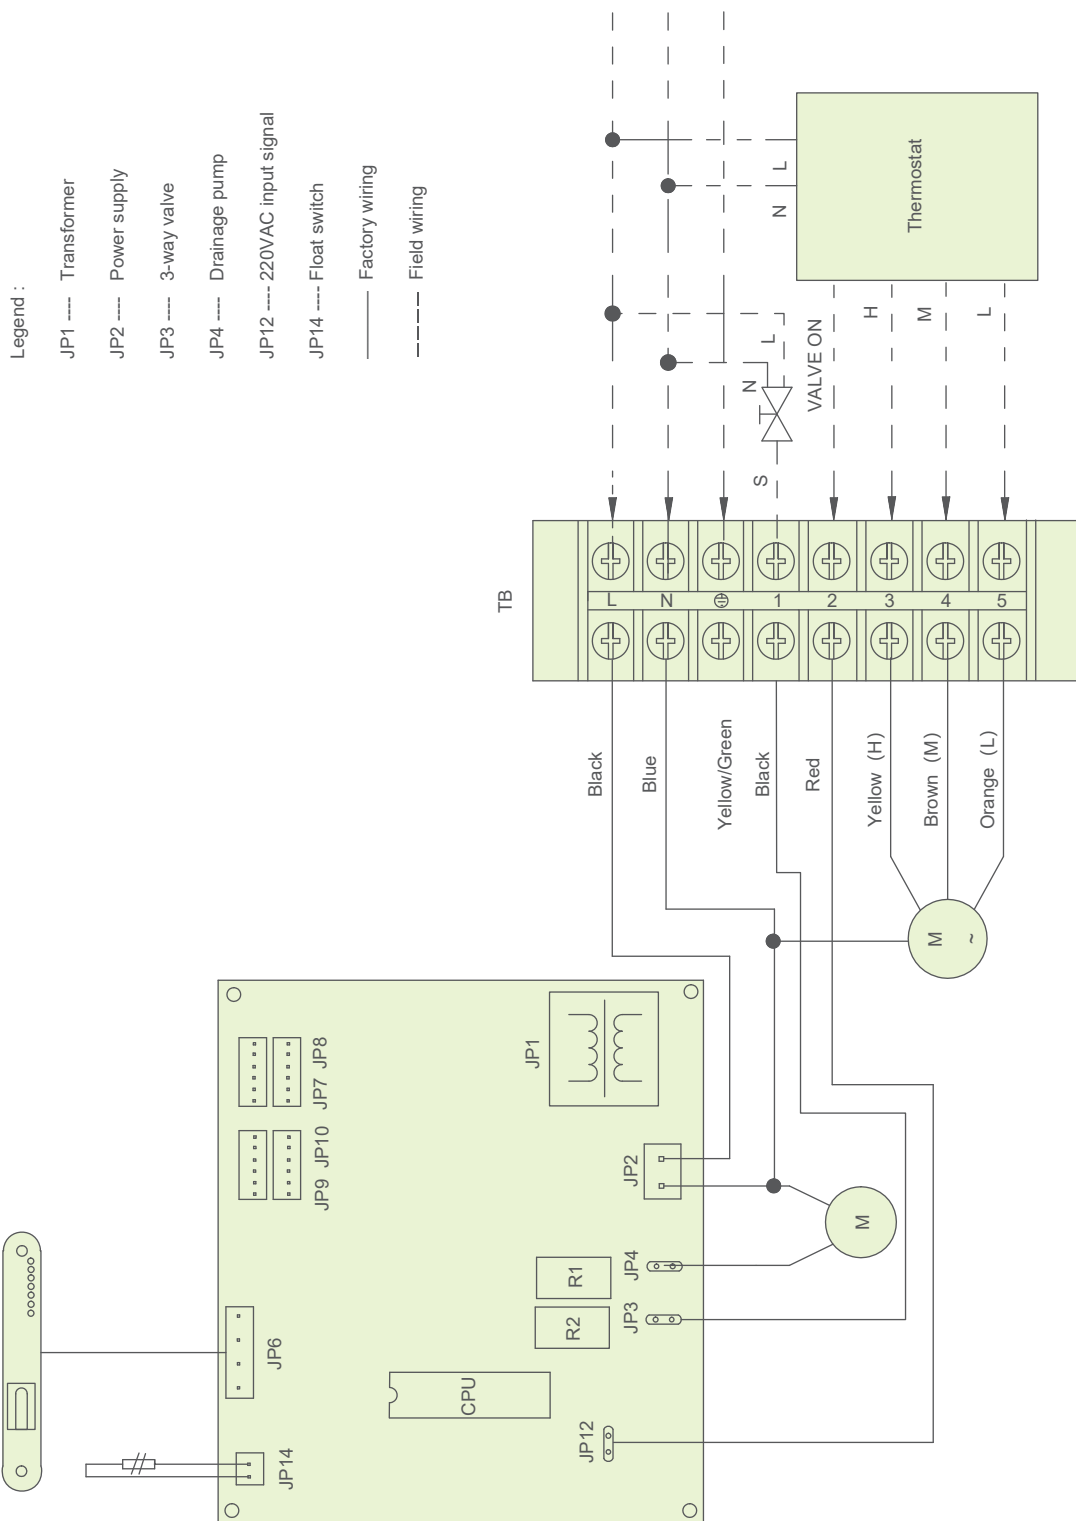 Legend :
JP1 ---- Transformer
JP2 ---- Power supply
JP3 ---- 3-way valve
JP4 ---- Drainage pump
JP12 ---- 220VAC input signal
JP14 ---- Float switch
Factory wiring
Field wiring
Thermostat
L
N
H
M
L
VALVE ON
L
N
S
TB
L
N
1
2
3
4
5
Black
Blue
Yellow/Green
Black
Red
Yellow (H)
Brown (M)
Orange (L)
M
~
JP8
JP7
JP10
JP9
JP1
JP2
JP4
JP3
R1
R2
M
JP6
CPU
JP12
JP14